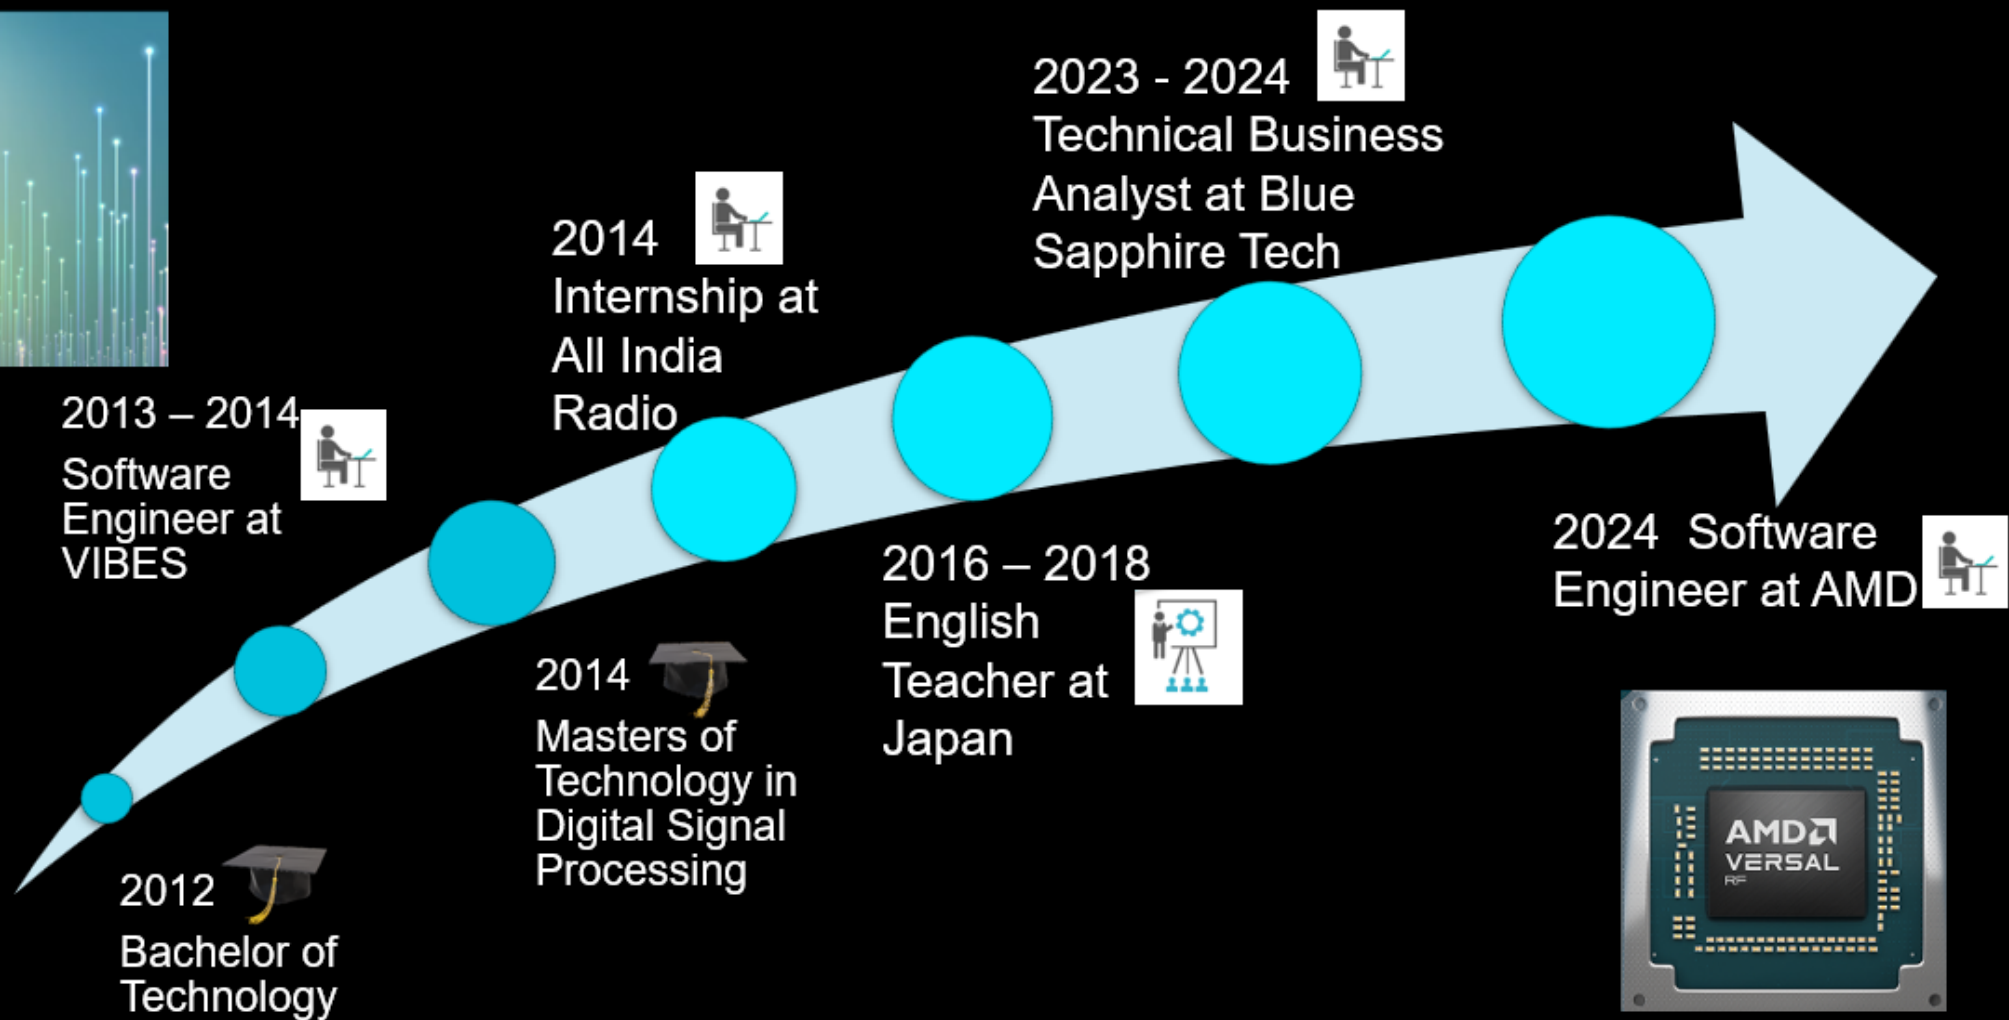 2012
Bachelor of
Technology
2013 – 2014
Software
Engineer at
VIBES
2014
Masters of
Technology in
Digital Signal
Processing
2014
Internship at
All India
Radio
2016 – 2018
English
Teacher at
Japan
2023 - 2024
Technical Business
Analyst at Blue
Sapphire Tech
2024 Software
Engineer at AMD
AMD
VERSAL
RF